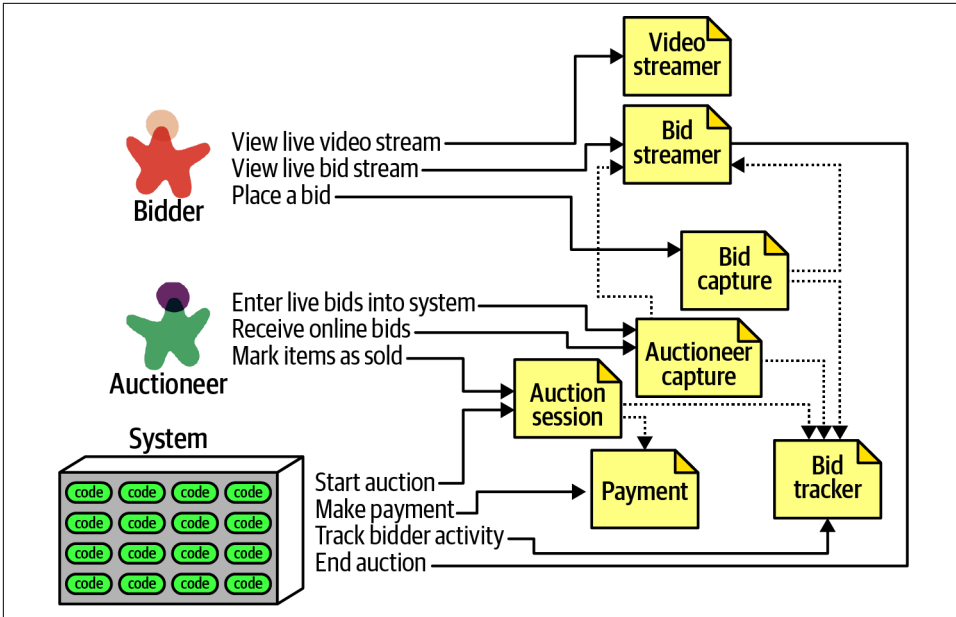 Video
streamer
Bid
streamer
View live video stream
View live bid stream
Place a bid
Bidder
Bid
capture
Enter live bids into system
Receive online bids
Mark items as sold
Auctioneer
Auctioneer
capture
Auction
session
System
code code code code
code code code code
code code code code
code code code code
Start auction
Make payment
Track bidder activity
End auction
Payment
Bid
tracker